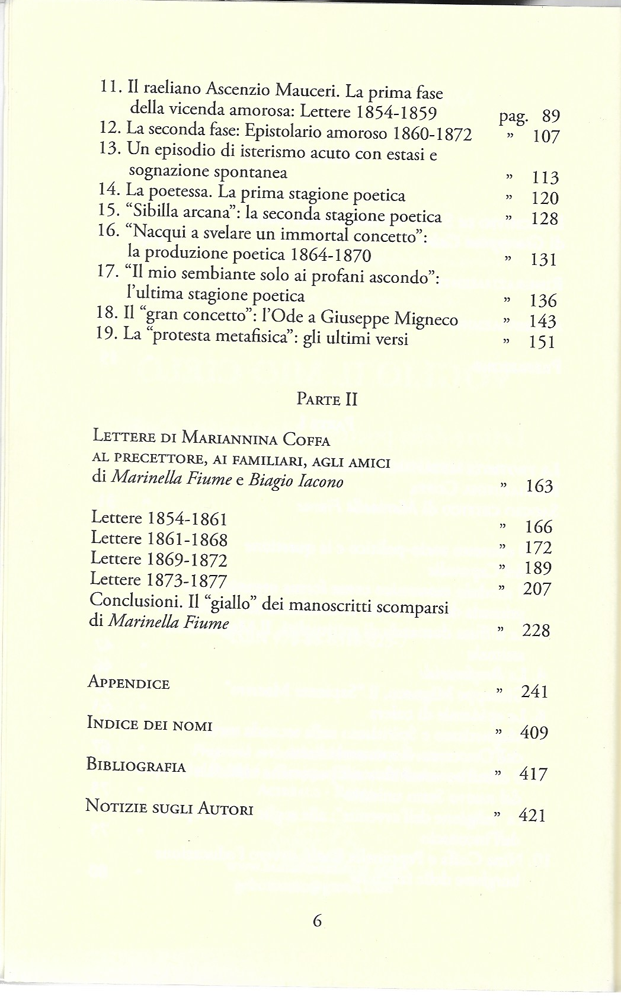 11. Il raeliano Ascenzio Mauceri. La prima fase
della vicenda amorosa: Lettere 1854-1859 pag. 89
12. La seconda fase: Epistolario amoroso 1860-1872 ” 107
13. Un episodio di isterismo acuto con estasi e
sognazione spontanea ” 113
14. La poetessa. La prima stagione poetica ” 120
15. “Sibilla arcana”: la seconda stagione poetica ” 128
16. “Nacqui a svelare un immortal concetto”:
la produzione poetica 1864-1870 ” 131
17. “Il mio sembiante solo ai profani ascondo”:
l’ultima stagione poetica ” 136
18. Il “gran concetto”: l’Ode a Giuseppe Migneco ” 143
19. La “protesta metafisica”: gli ultimi versi ” 151
PARTE II
LETTERE DI MARIANNINA COFFA
AL PRECETTORE, AI FAMILIARI, AGLI AMICI
di Marinella Fiume e Biagio Iacono ” 163
Lettere 1854-1861 ” 166
Lettere 1861-1868 ” 172
Lettere 1869-1872 ” 189
Lettere 1873-1877 ” 207
Conclusioni. Il “giallo” dei manoscritti scomparsi
di Marinella Fiume ” 228
APPENDICE ” 241
INDICE DEI NOMI ” 409
BIBLIOGRAFIA ” 417
NOTIZIE SUGLI AUTORI ” 421
6